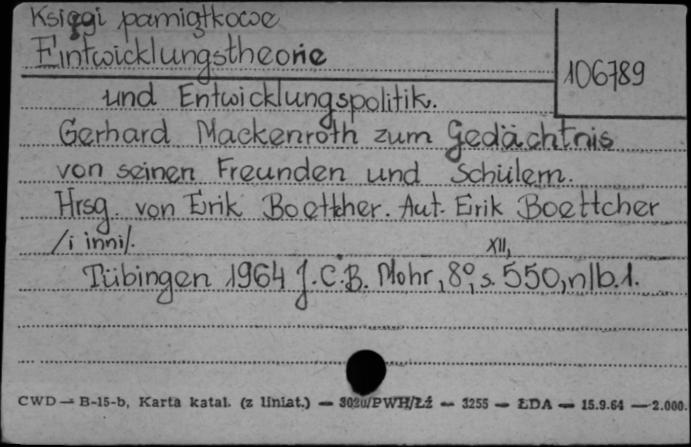 Księgi pamiątkowe
Entwicklungstheorie
106789
und Entwicklungspolitik.
Gerhard Mackenroth zum Gedächtnis
von seinen Freunden und Schülern.
Hrsg. von Erik Boettcher. Aut. Erik Boettcher
/i inni/.
Tübingen 1964 J.C.B. Mohr, 8°, s. XII, 550, nlb.1.
CWD — B-15-b, Karta katal. (z liniat.) — 3020/PWH/Łź — 3255 — ŁDA — 15.9.64 — 2.000.